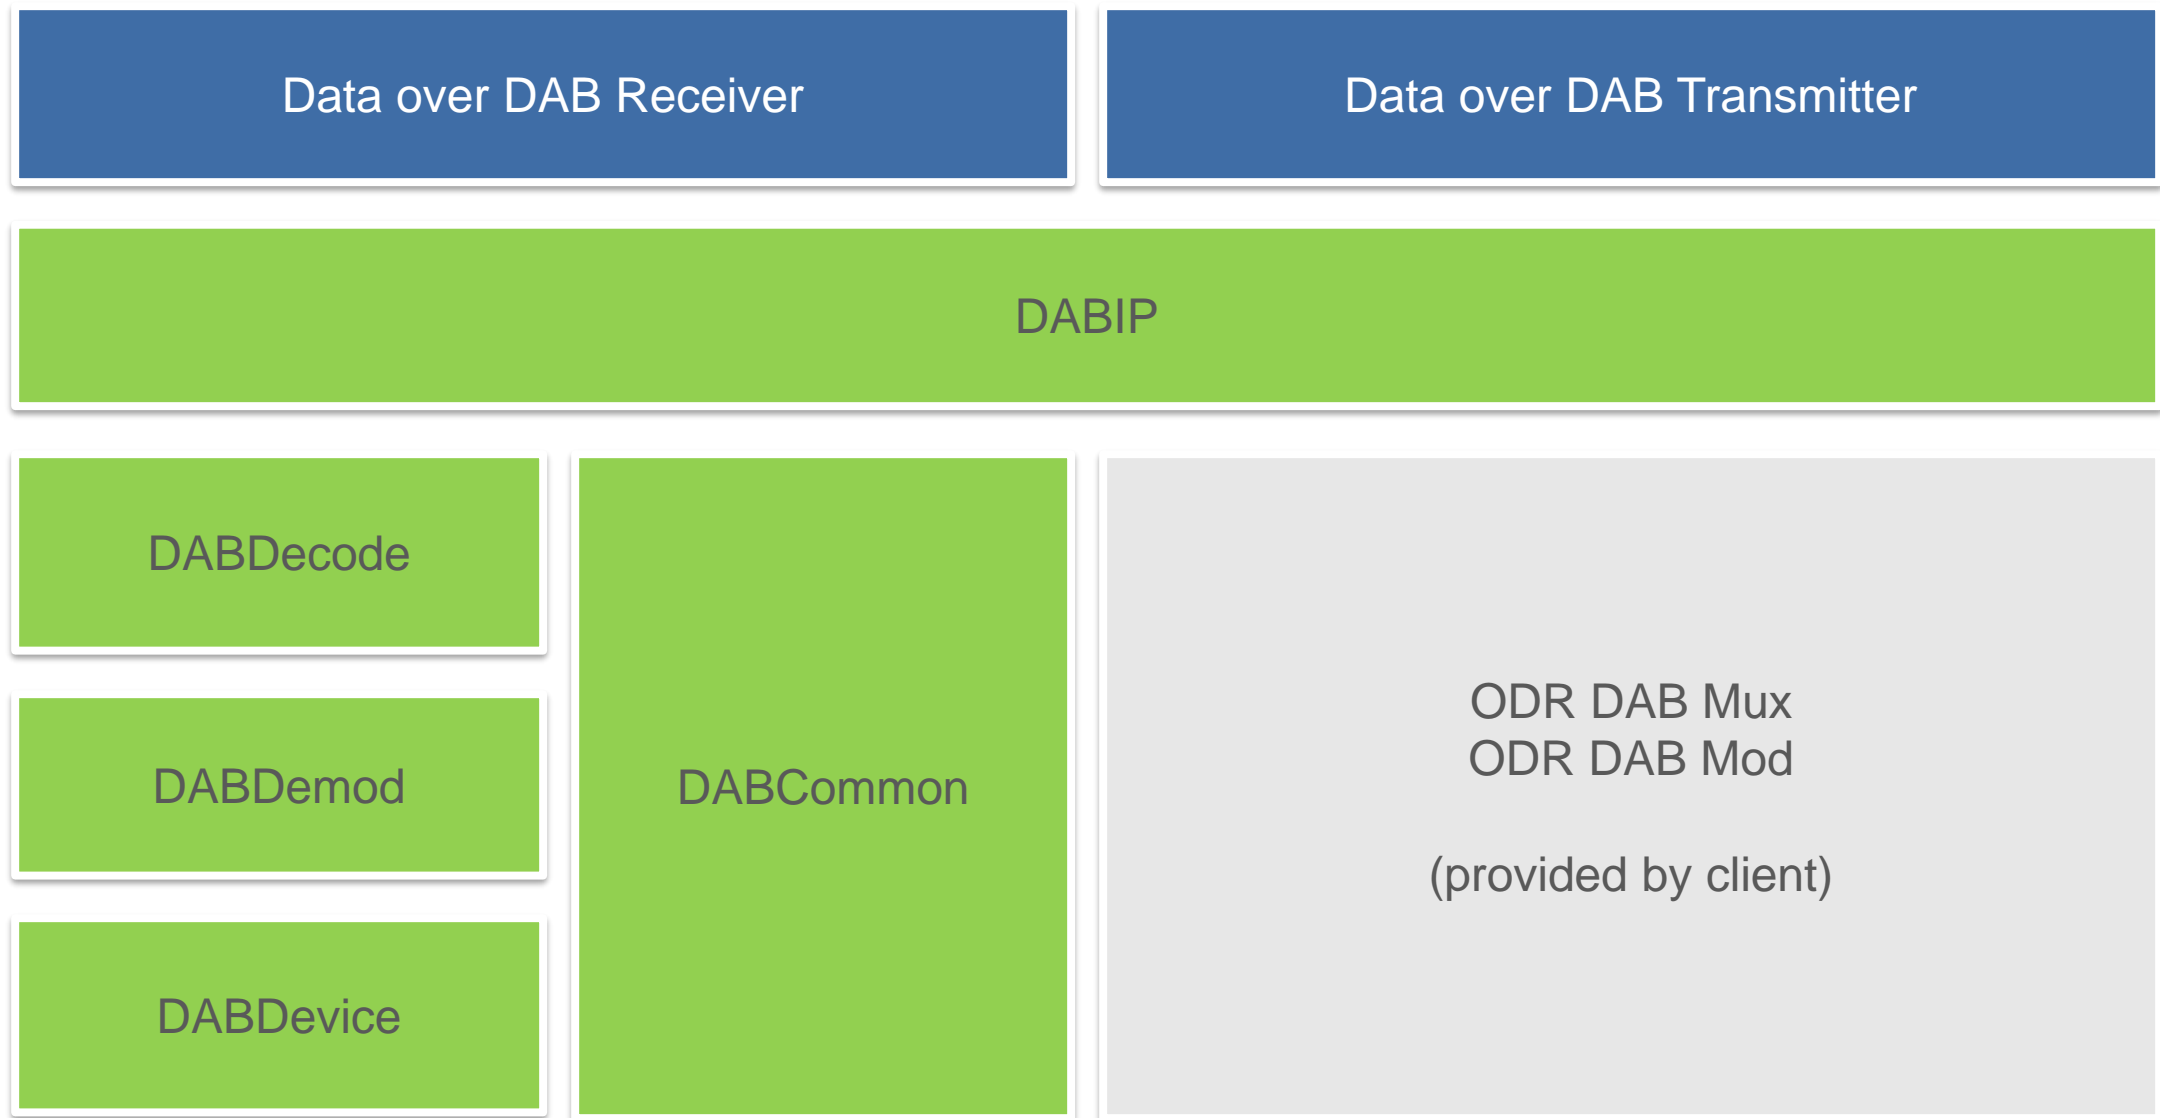 Data over DAB Receiver
Data over DAB Transmitter
DABIP
DABDecode
DABDemod
DABDevice
DABCommon
ODR DAB Mux
ODR DAB Mod
(provided by client)